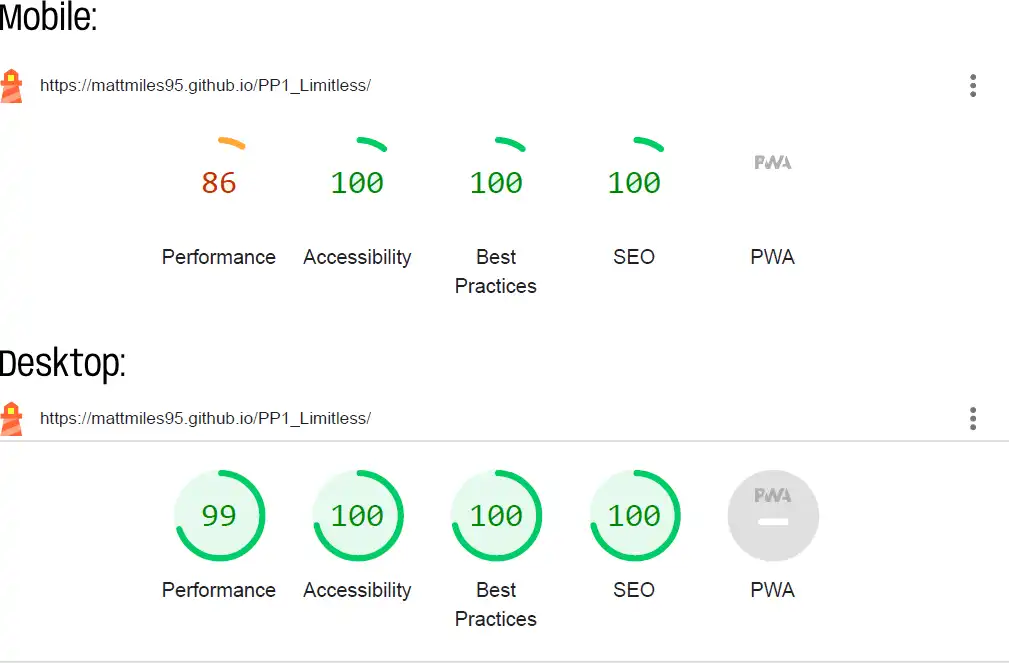 Mobile:
https://mattmiles95.github.io/PP1_Limitless/
86 100 100 100 PWA
Performance Accessibility Best Practices SEO PWA
Desktop:
https://mattmiles95.github.io/PP1_Limitless/
99 100 100 100 PWA
Performance Accessibility Best Practices SEO PWA